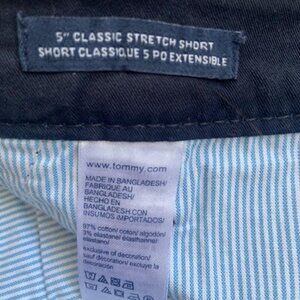 5" CLASSIC STRETCH SHORT
SHORT CLASSIQUE 5 PO EXTENSIBLE
www.tommy.com
MADE IN BANGLADESH/
FABRIQUE AU
BANGLADESH/
HECHO EN
BANGLADESH CON
INSUMOS IMPORTADOS/
97% cotton/coton/algodón/
3% elastane/élasthanne/
elastano/
exclusive of decoration/
sauf décoration/excluye la
decoración